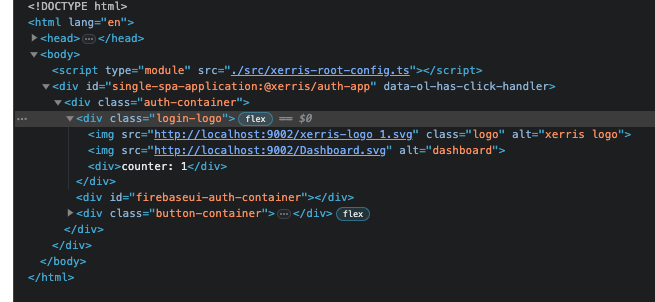 <!DOCTYPE html>
<html lang="en">
<head>…</head>
<body>
<script type="module" src="./src/xerris-root-config.ts"></script>
<div id="single-spa-application:@xerris/auth-app" data-ol-has-click-handler>
<div class="auth-container">
… <div class="login-logo"> flex == $0
<img src="http://localhost:9002/xerris-logo 1.svg" class="logo" alt="xerris logo">
<img src="http://localhost:9002/Dashboard.svg" alt="dashboard">
<div>counter: 1</div>
</div>
<div id="firebaseui-auth-container"></div>
<div class="button-container">…</div> flex
</div>
</div>
</body>
</html>